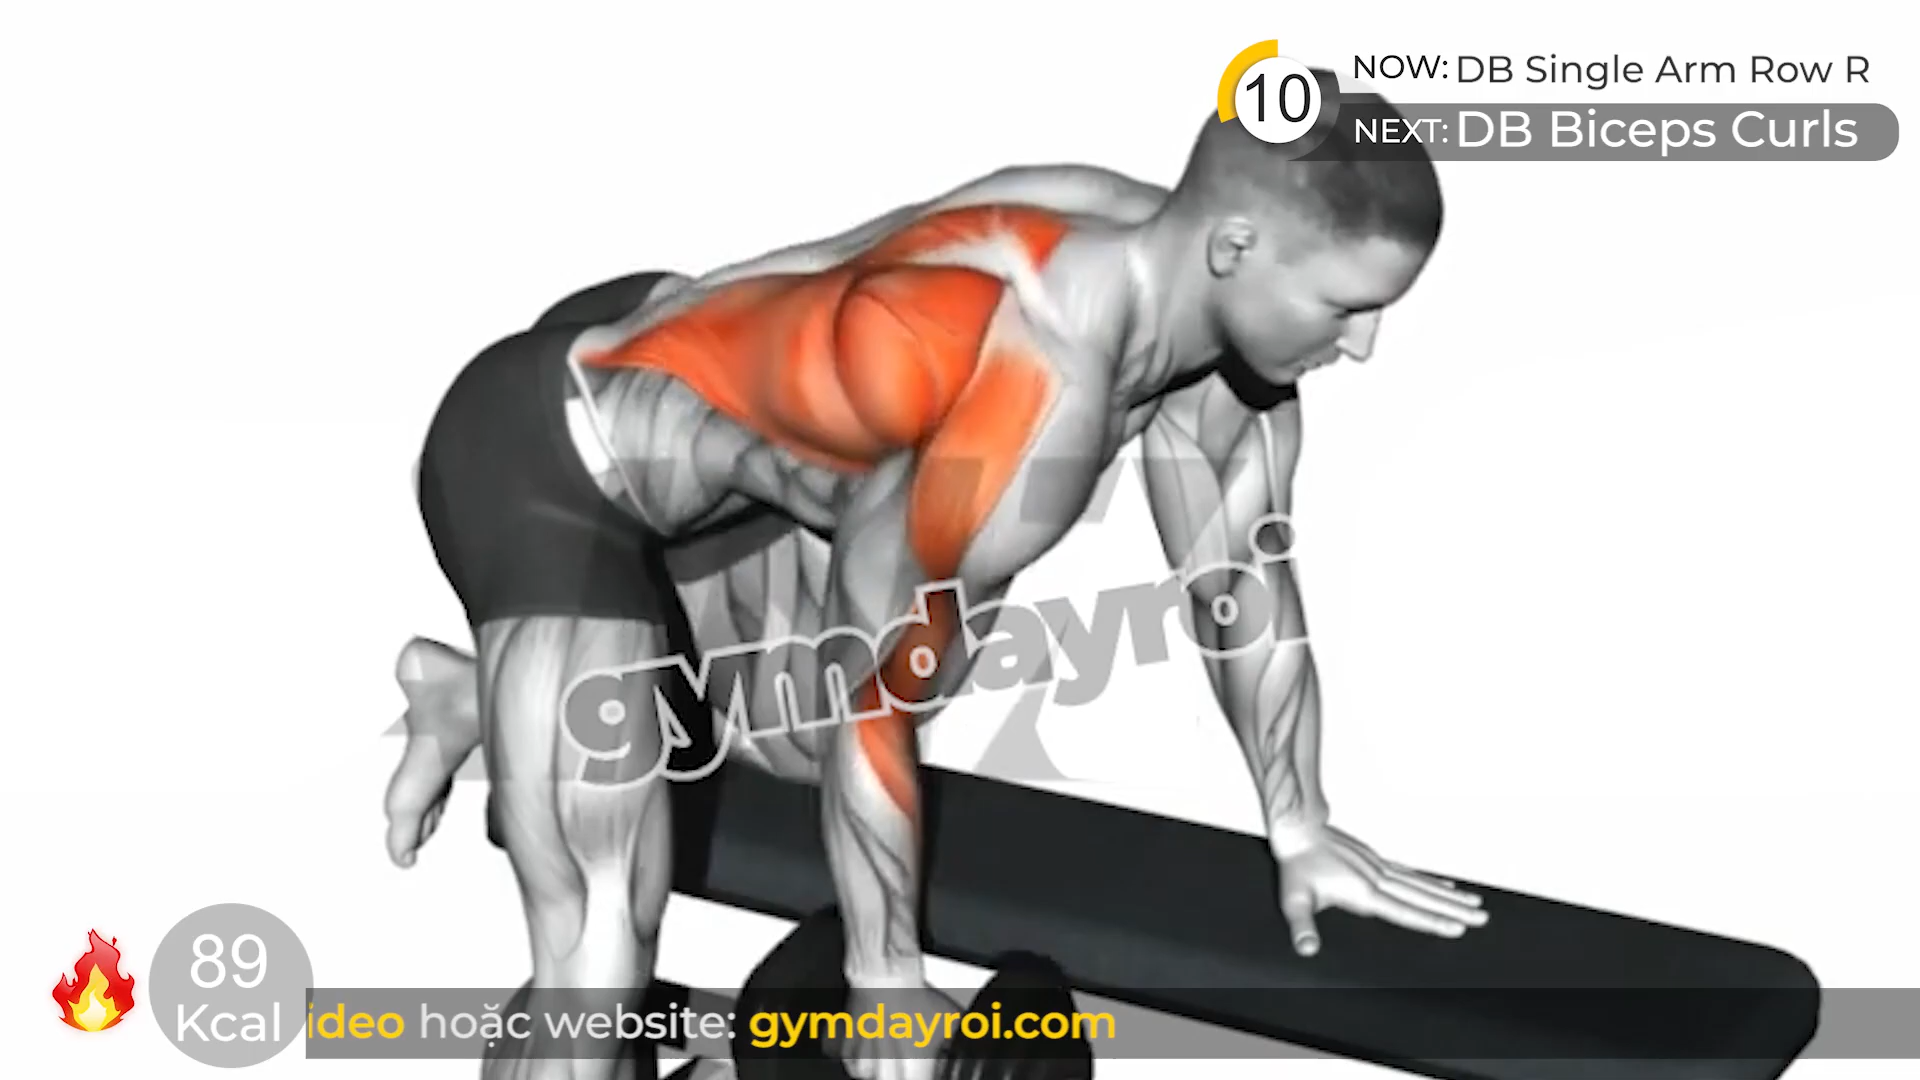 10
NOW: DB Single Arm Row R
NEXT: DB Biceps Curls
gymdayroi
89
Kcal
ideo hoặc website: gymdayroi.com